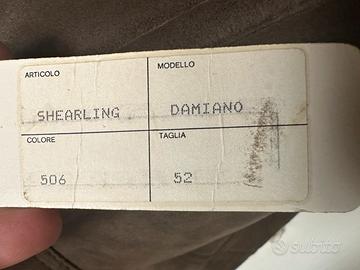 ARTICOLO
MODELLO
SHEARLING
DAMIANO
COLORE
TAGLIA
506
52
subito